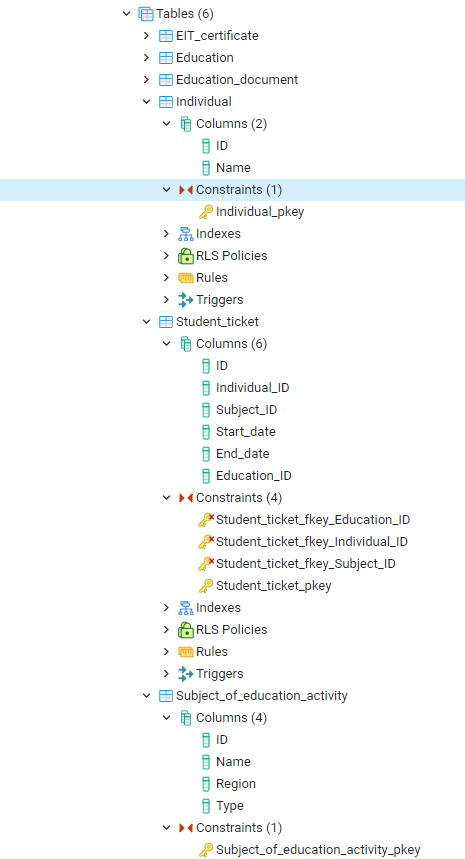 Tables (6)
EIT_certificate
Education
Education_document
Individual
Columns (2)
ID
Name
Constraints (1)
Individual_pkey
Indexes
RLS Policies
Rules
Triggers
Student_ticket
Columns (6)
ID
Individual_ID
Subject_ID
Start_date
End_date
Education_ID
Constraints (4)
Student_ticket_fkey_Education_ID
Student_ticket_fkey_Individual_ID
Student_ticket_fkey_Subject_ID
Student_ticket_pkey
Indexes
RLS Policies
Rules
Triggers
Subject_of_education_activity
Columns (4)
ID
Name
Region
Type
Constraints (1)
Subject_of_education_activity_pkey